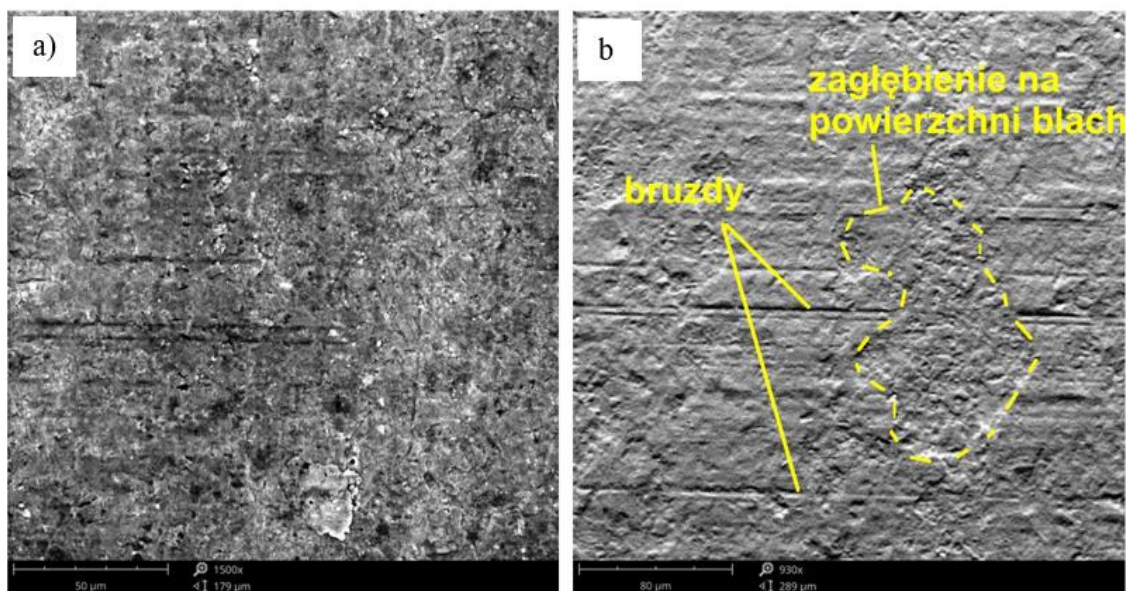 a)
50 µm
1500x
179 µm
b
zagłębienie na
powierzchni blach
bruzdy
80 µm
930x
289 µm